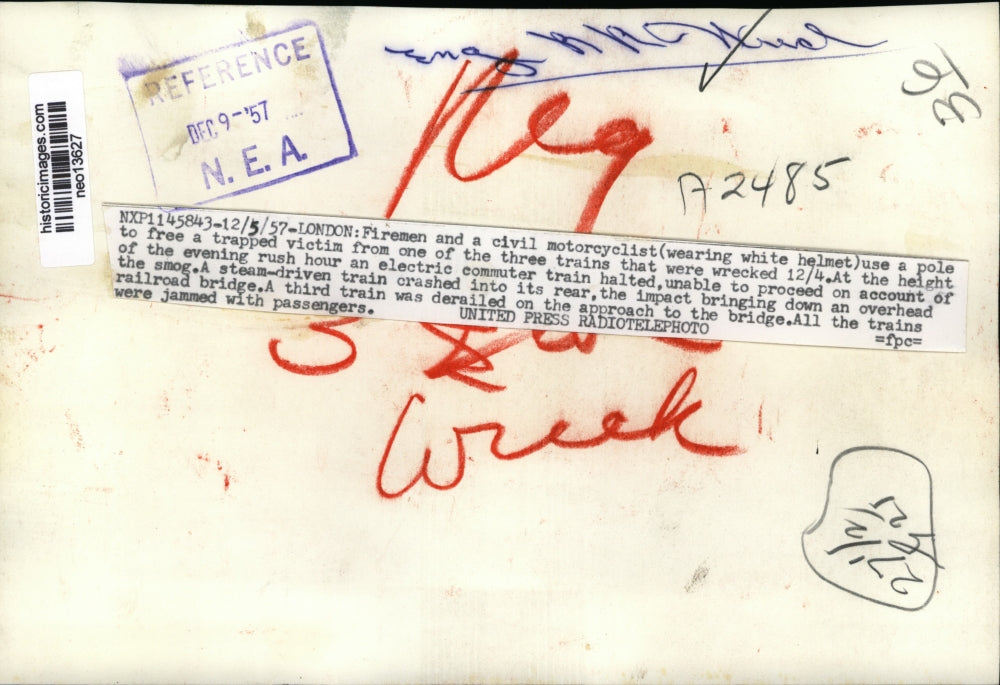 REFERENCE
DEC 9-'57
N. E. A.
historicimages.com
neo13627
A2485
NXP1145843-12/5/57-LONDON:Firemen and a civil motorcyclist(wearing white helmet)use a pole
to free a trapped victim from one of the three trains that were wrecked 12/4.At the height
of the evening rush hour an electric commuter train halted,unable to proceed on account of
the smog.A steam-driven train crashed into its rear,the impact bringing down an overhead
railroad bridge.A third train was derailed on the approach to the bridge.All the trains
were jammed with passengers. UNITED PRESS RADIOTELEPHOTO
=fpc=
Wreck